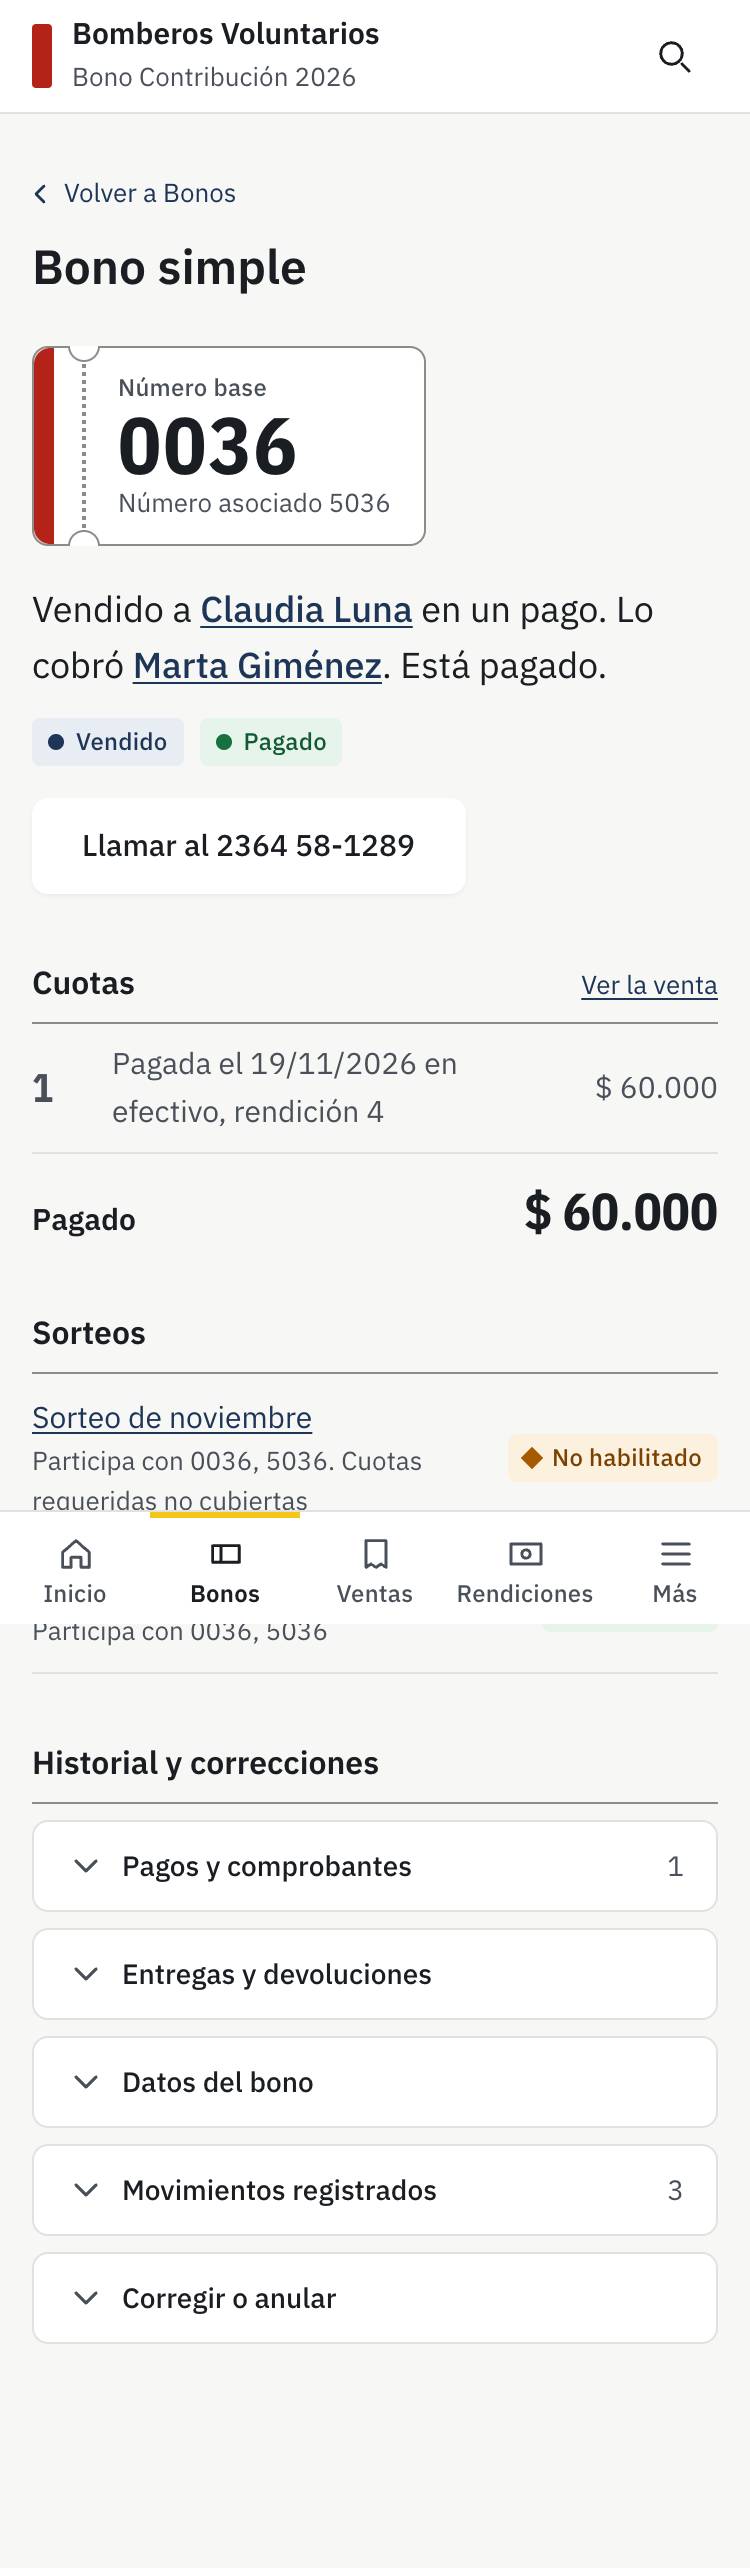 Bomberos Voluntarios
Bono Contribución 2026
Volver a Bonos
Bono simple
Número base
0036
Número asociado 5036
Vendido a Claudia Luna en un pago. Lo
cobró Marta Giménez. Está pagado.
Vendido
Pagado
Llamar al 2364 58-1289
Cuotas
Ver la venta
1
Pagada el 19/11/2026 en
efectivo, rendición 4
$ 60.000
Pagado
$ 60.000
Sorteos
Sorteo de noviembre
Participa con 0036, 5036. Cuotas
requeridas no cubiertas
No habilitado
Inicio
Bonos
Ventas
Rendiciones
Más
Participa con 0036, 5036
Historial y correcciones
Pagos y comprobantes
1
Entregas y devoluciones
Datos del bono
Movimientos registrados
3
Corregir o anular